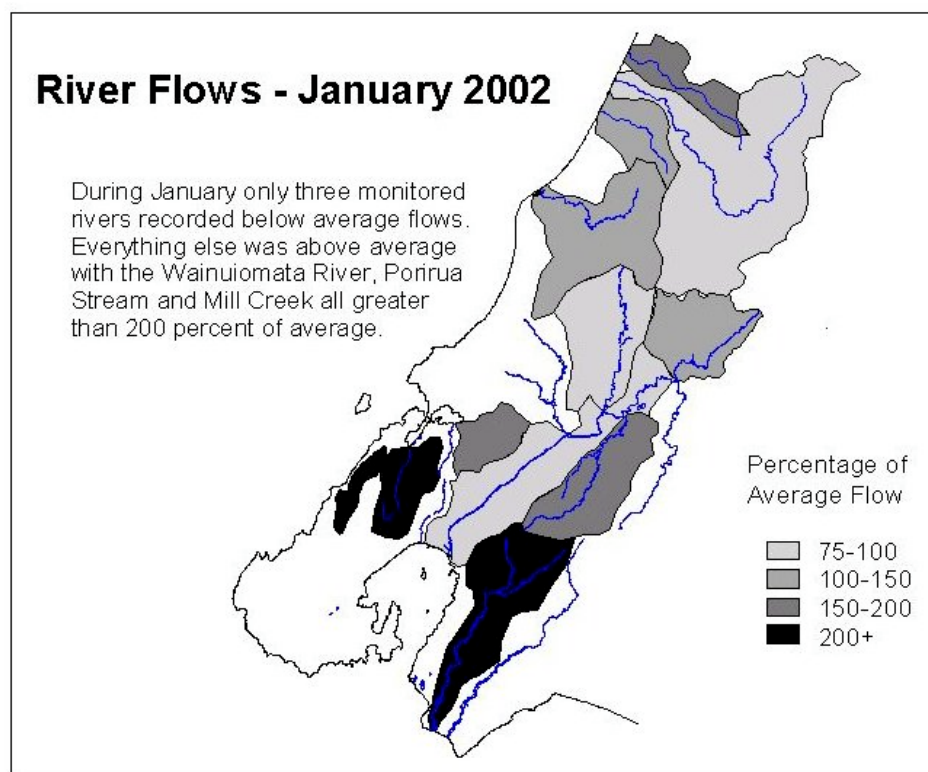 River Flows - January 2002
During January only three monitored
rivers recorded below average flows.
Everything else was above average
with the Wainuiomata River, Porirua
Stream and Mill Creek all greater
than 200 percent of average.
Percentage of
Average Flow
75-100
100-150
150-200
200+